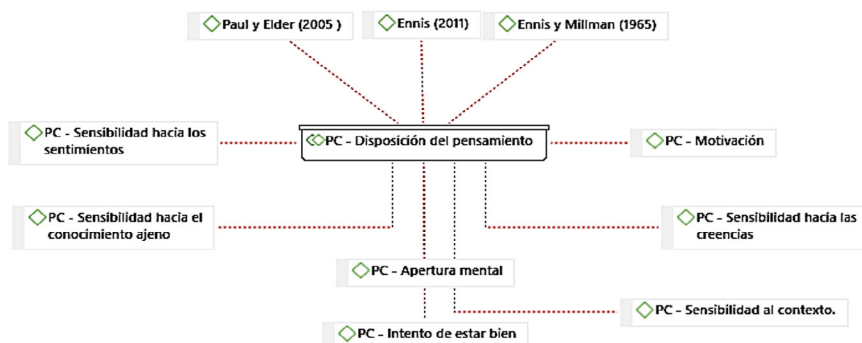 Paul y Elder (2005 )
Ennis (2011)
Ennis y Millman (1965)
PC - Sensibilidad hacia los
sentimientos
PC - Disposición del pensamiento
PC - Motivación
PC - Sensibilidad hacia el
conocimiento ajeno
PC - Sensibilidad hacia las
creencias
PC - Apertura mental
PC - Sensibilidad al contexto.
PC - Intento de estar bien